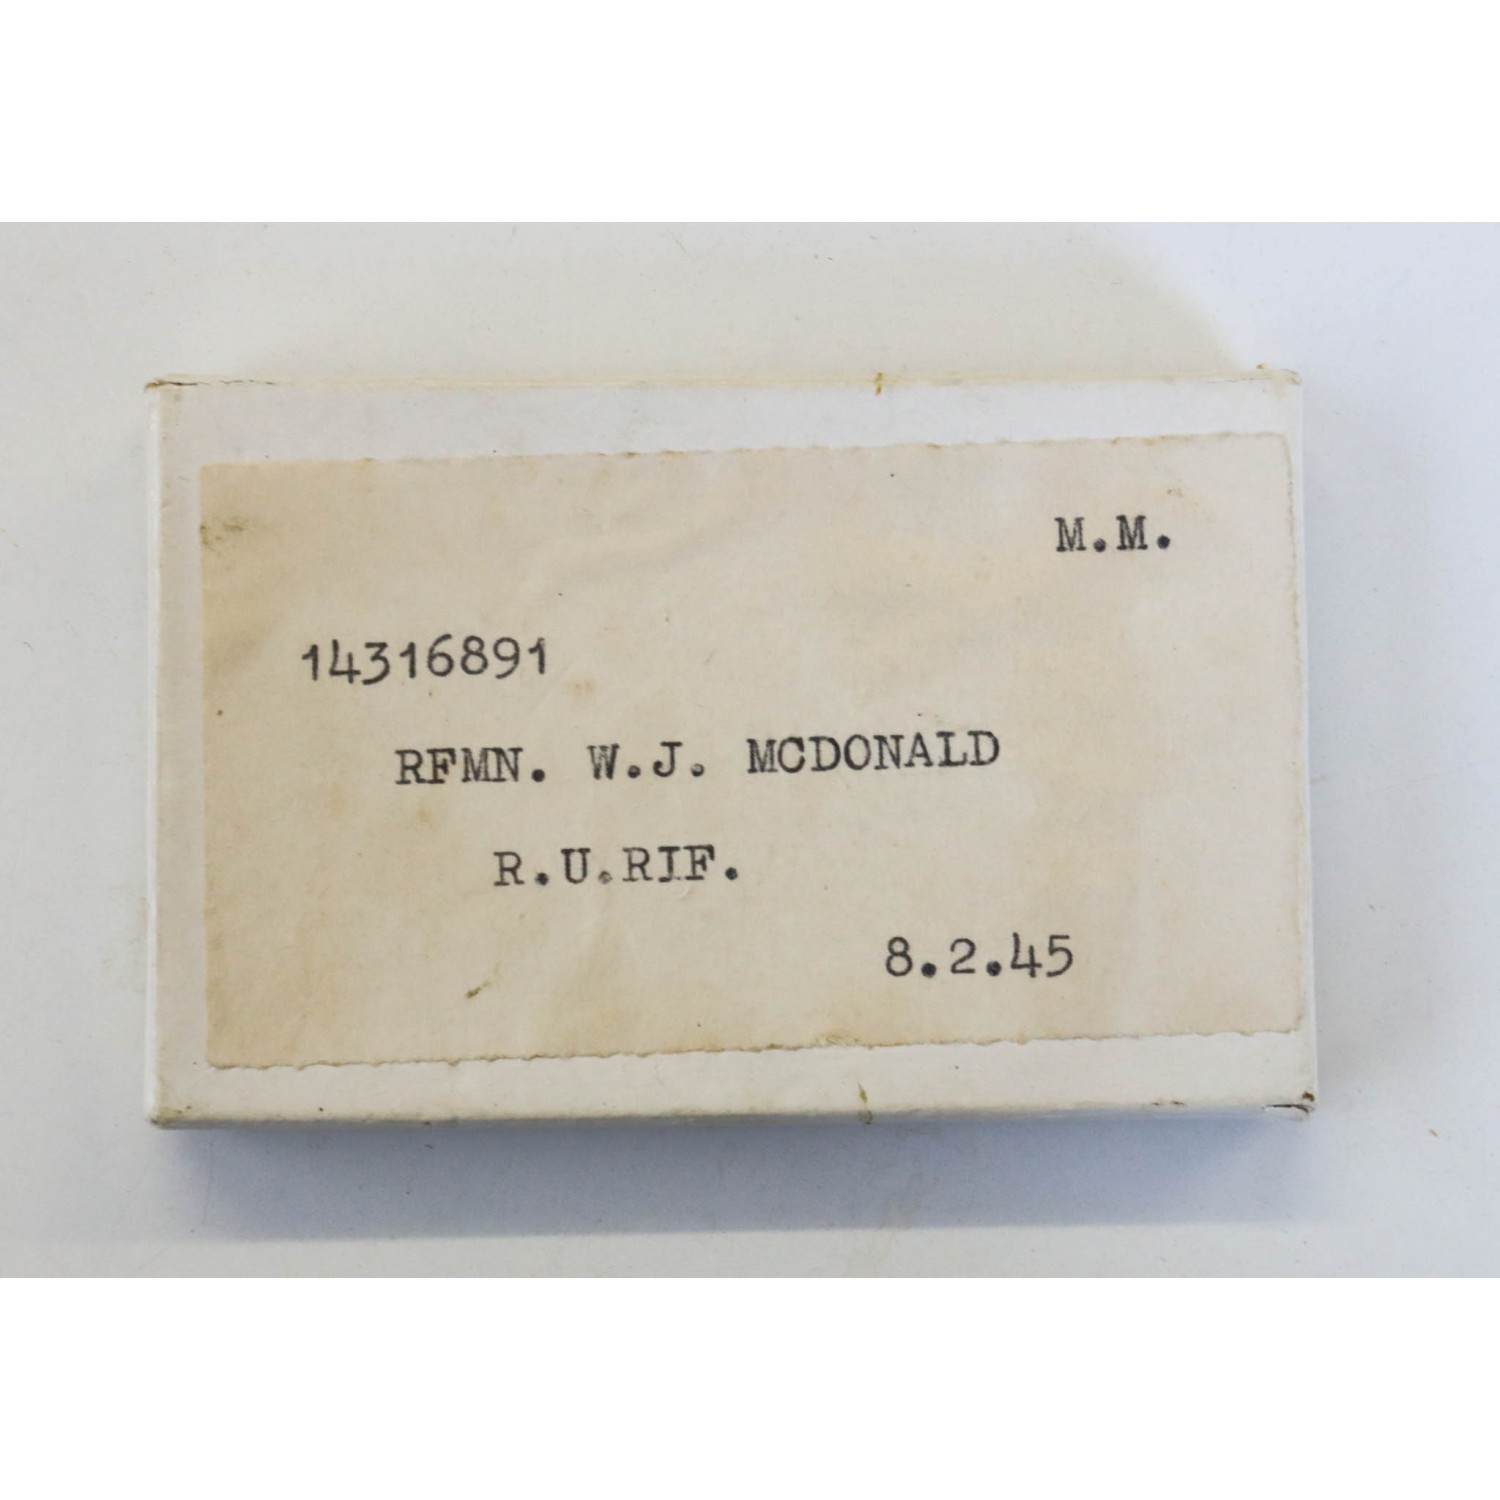 M.M.
14316891
RFMN. W.J. MCDONALD
R.U.RIF.
8.2.45